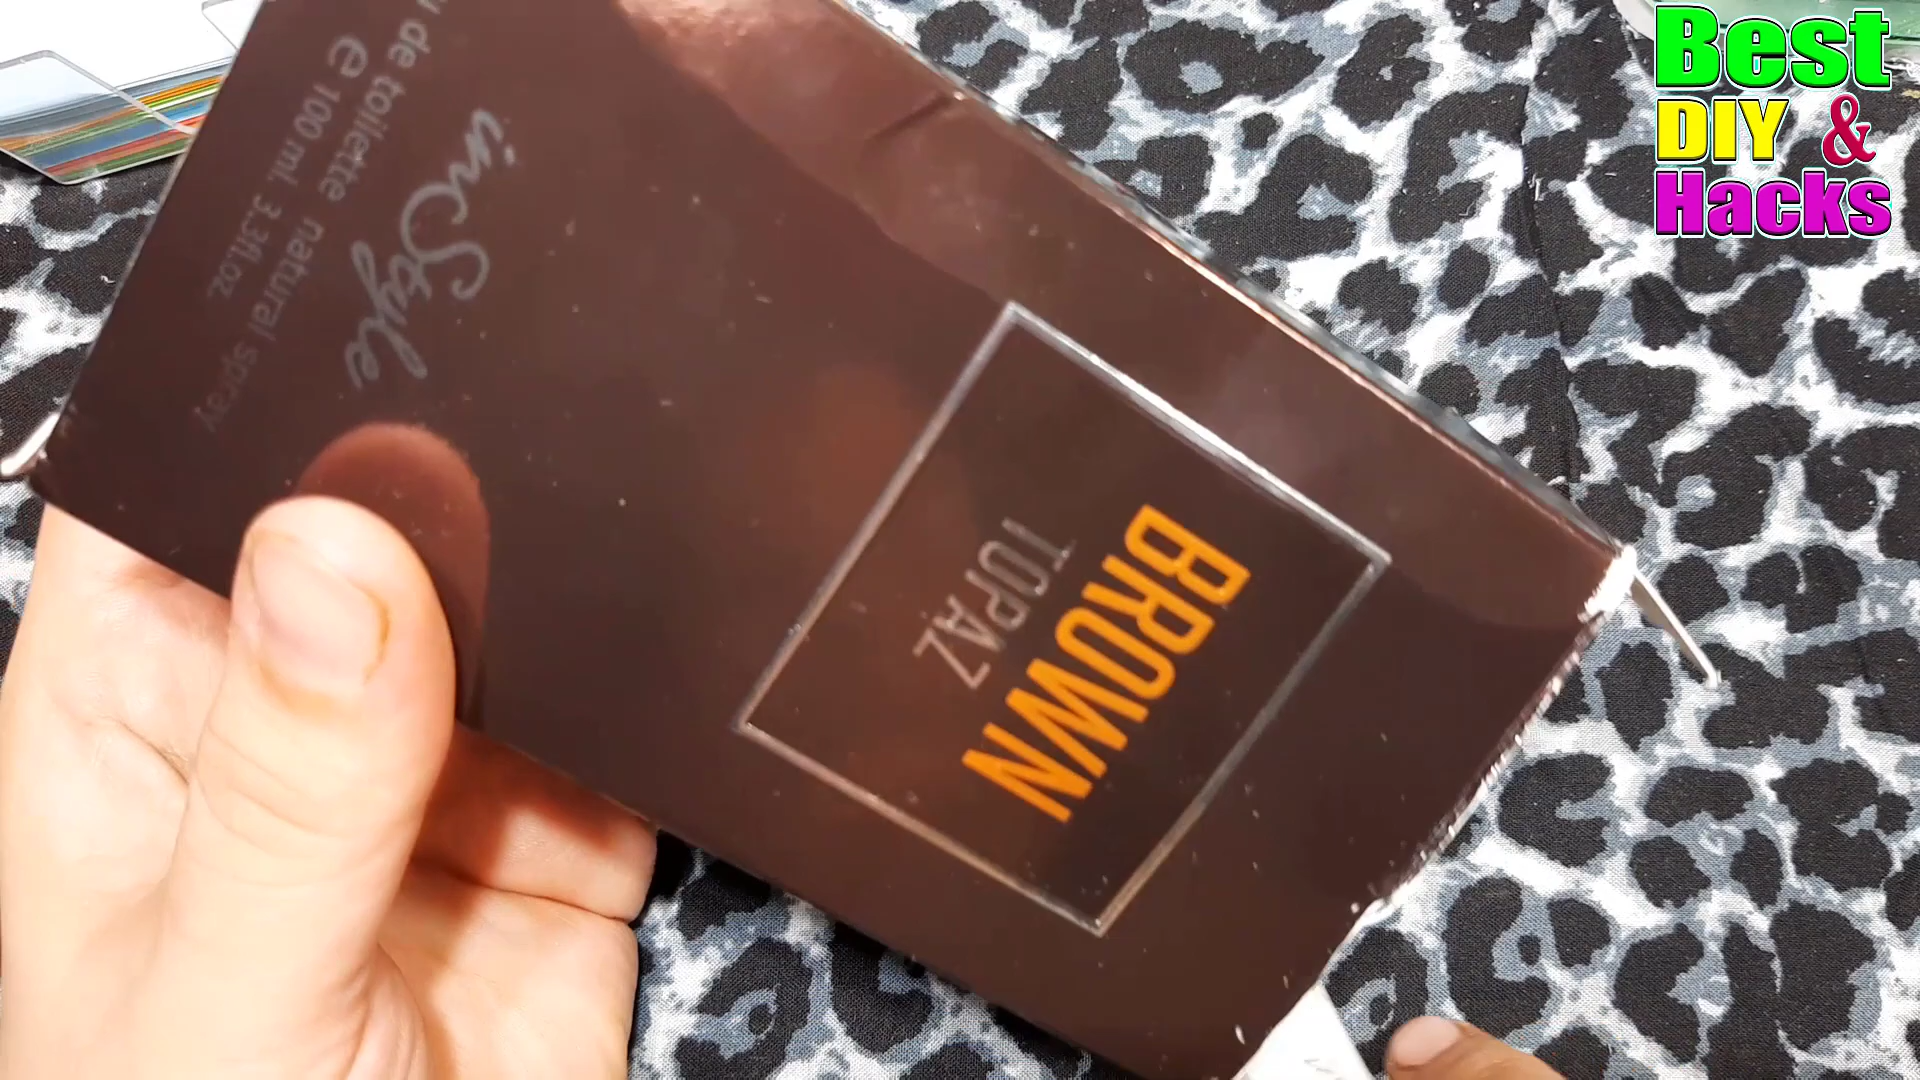 BROWN
TOPAZ
inStyle
u de toilette natural spray
e 100 ml. 3.3fl.oz.
Best
DIY &
Hacks